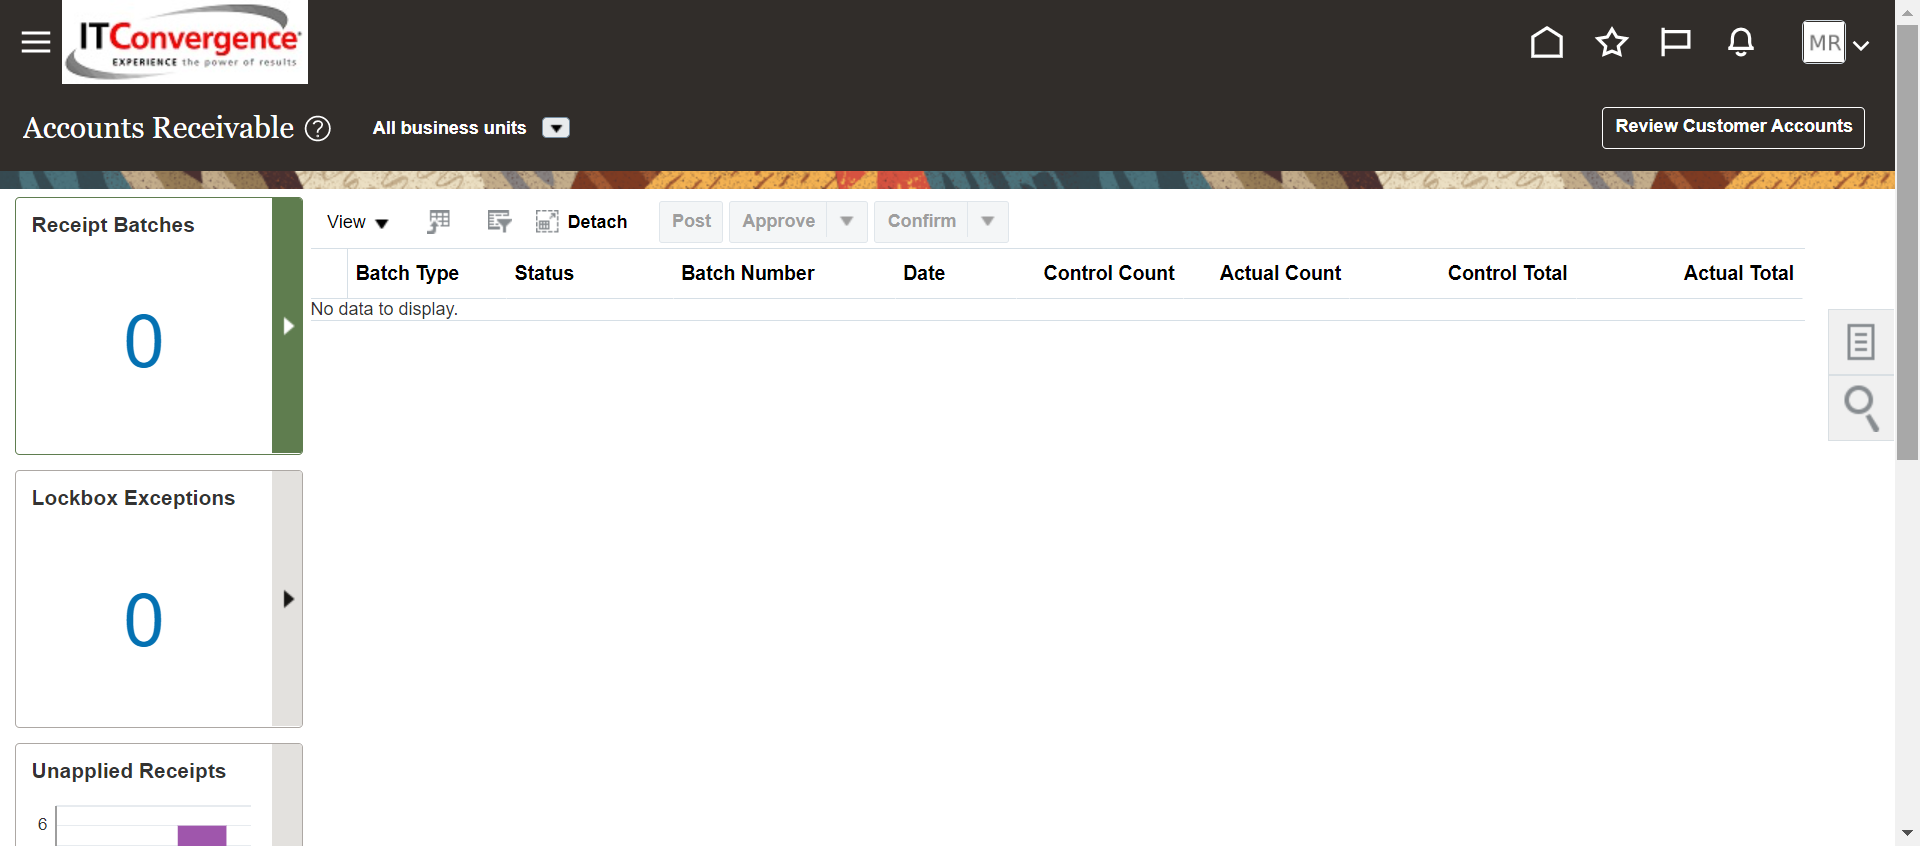 ITConvergence
EXPERIENCE the power of results
MR
Accounts Receivable ?
All business units
Review Customer Accounts
Receipt Batches
0
View
Detach
Post
Approve
Confirm
Batch Type Status Batch Number Date Control Count Actual Count Control Total Actual Total
No data to display.
Lockbox Exceptions
0
Unapplied Receipts
6